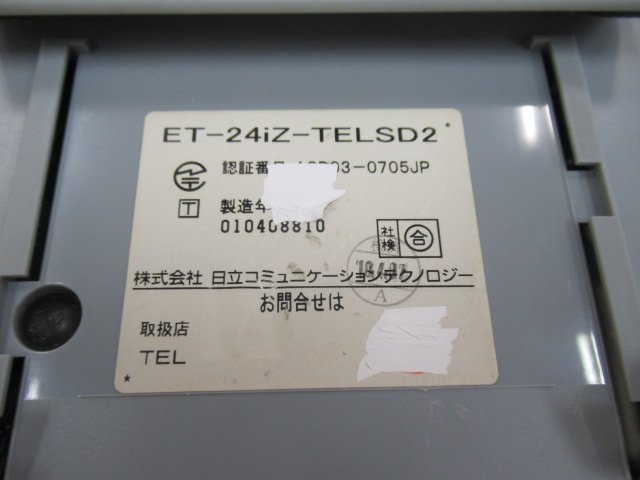 ET-24iZ-TELSD2
認証番号 03-0705JP
T
製造年
010408810
社検 合
株式会社 日立コミュニケーションテクノロジー
A
お問合せは
取扱店
TEL